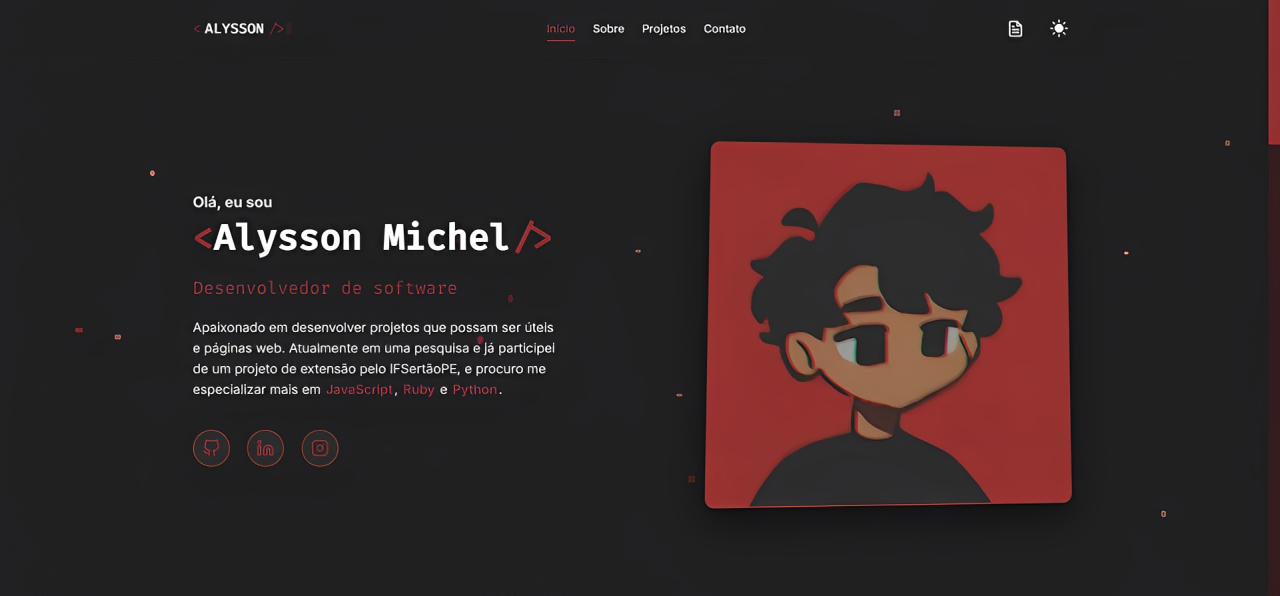 < ALYSSON />
Início Sobre Projetos Contato
Olá, eu sou
<Alysson Michel/>
Desenvolvedor de software
Apaixonado em desenvolver projetos que possam ser úteis
e páginas web. Atualmente em uma pesquisa e já participei
de um projeto de extensão pelo IFSertãoPE, e procuro me
especializar mais em JavaScript, Ruby e Python.